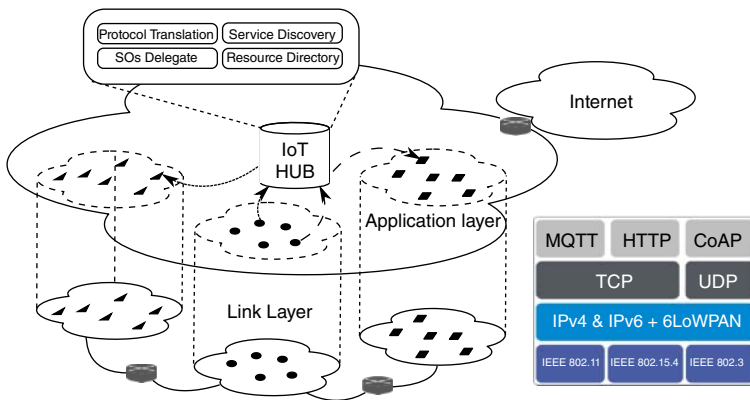 Protocol Translation
Service Discovery
SOs Delegate
Resource Directory
Internet
IoT
HUB
Application layer
Link Layer
MQTT
HTTP
CoAP
TCP
UDP
IPv4 & IPv6 + 6LoWPAN
IEEE 802.11
IEEE 802.15.4
IEEE 802.3